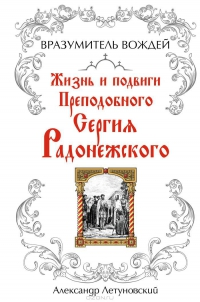 ВРАЗУМИТЕЛЬ ВОЖДЕЙ
Жизнь и подвиги
Преподобного
Сергия
Радонежского
Александр Летуновский